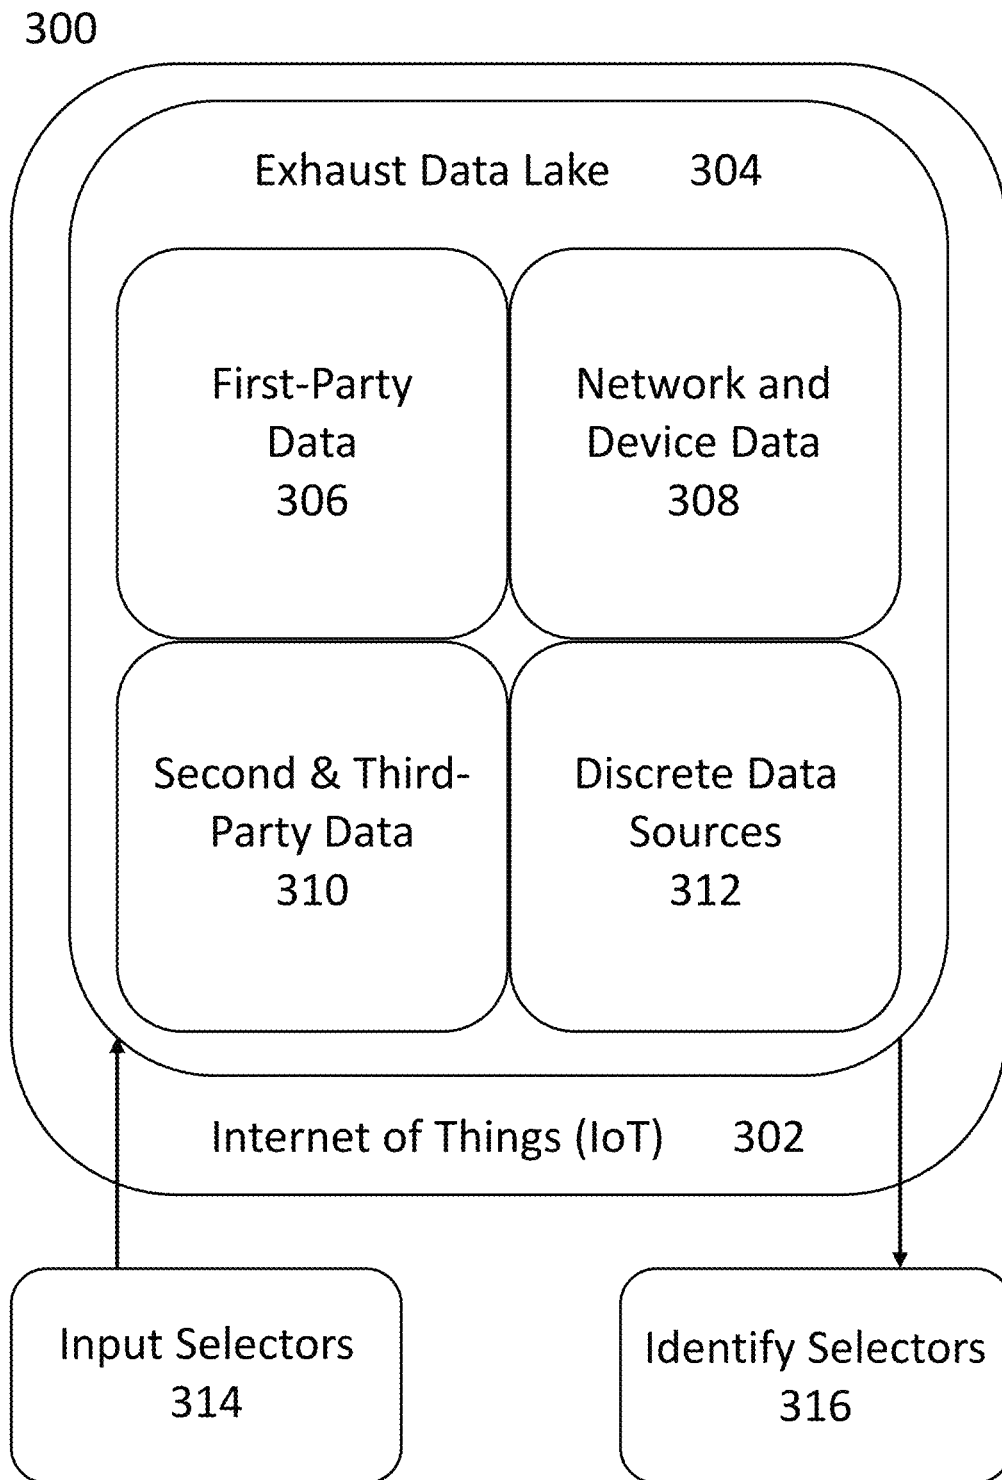 300
Exhaust Data Lake 304
First-Party
Data
306
Network and
Device Data
308
Second & Third-
Party Data
310
Discrete Data
Sources
312
Internet of Things (IoT) 302
Input Selectors
314
Identify Selectors
316